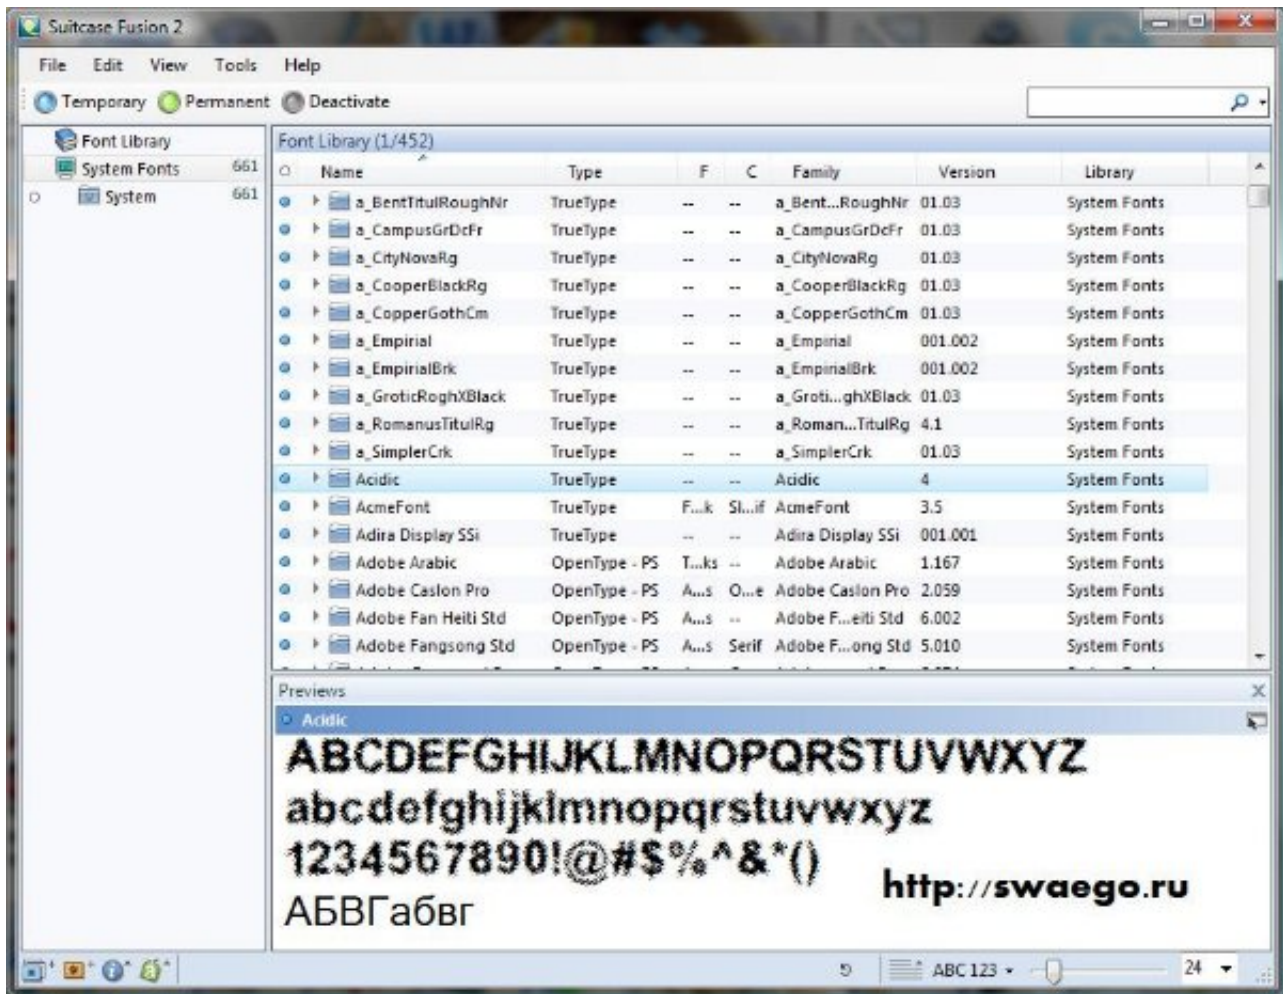 Suitcase Fusion 2
File Edit View Tools Help
Temporary Permanent Deactivate
Font Library
System Fonts 661
System 661
Font Library (1/452)
Name Type F C Family Version Library
a_BentTitulRoughNr TrueType -- -- a_Bent...RoughNr 01.03 System Fonts
a_CampusGrDcFr TrueType -- -- a_CampusGrDcFr 01.03 System Fonts
a_CityNovaRg TrueType -- -- a_CityNovaRg 01.03 System Fonts
a_CooperBlackRg TrueType -- -- a_CooperBlackRg 01.03 System Fonts
a_CopperGothCm TrueType -- -- a_CopperGothCm 01.03 System Fonts
a_Empirial TrueType -- -- a_Empirial 001.002 System Fonts
a_EmpirialBrk TrueType -- -- a_EmpirialBrk 001.002 System Fonts
a_GroticRoghXBlack TrueType -- -- a_Groti...ghXBlack 01.03 System Fonts
a_RomanusTitulRg TrueType -- -- a_Roman...TitulRg 4.1 System Fonts
a_SimplerCrk TrueType -- -- a_SimplerCrk 01.03 System Fonts
Acidic TrueType -- -- Acidic 4 System Fonts
AcmeFont TrueType F...k Sl...if AcmeFont 3.5 System Fonts
Adira Display SSi TrueType -- -- Adira Display SSi 001.001 System Fonts
Adobe Arabic OpenType - PS T...ks -- Adobe Arabic 1.167 System Fonts
Adobe Caslon Pro OpenType - PS A...s O...e Adobe Caslon Pro 2.059 System Fonts
Adobe Fan Heiti Std OpenType - PS A...s -- Adobe F...eiti Std 6.002 System Fonts
Adobe Fangsong Std OpenType - PS A...s Serif Adobe F...ong Std 5.010 System Fonts
Previews
Acidic
ABCDEFGHIJKLMNOPQRSTUVWXYZ
abcdefghijklmnopqrstuvwxyz
1234567890!@#$%^&*()
http://swaego.ru
АБВГабвг
ABC 123 24